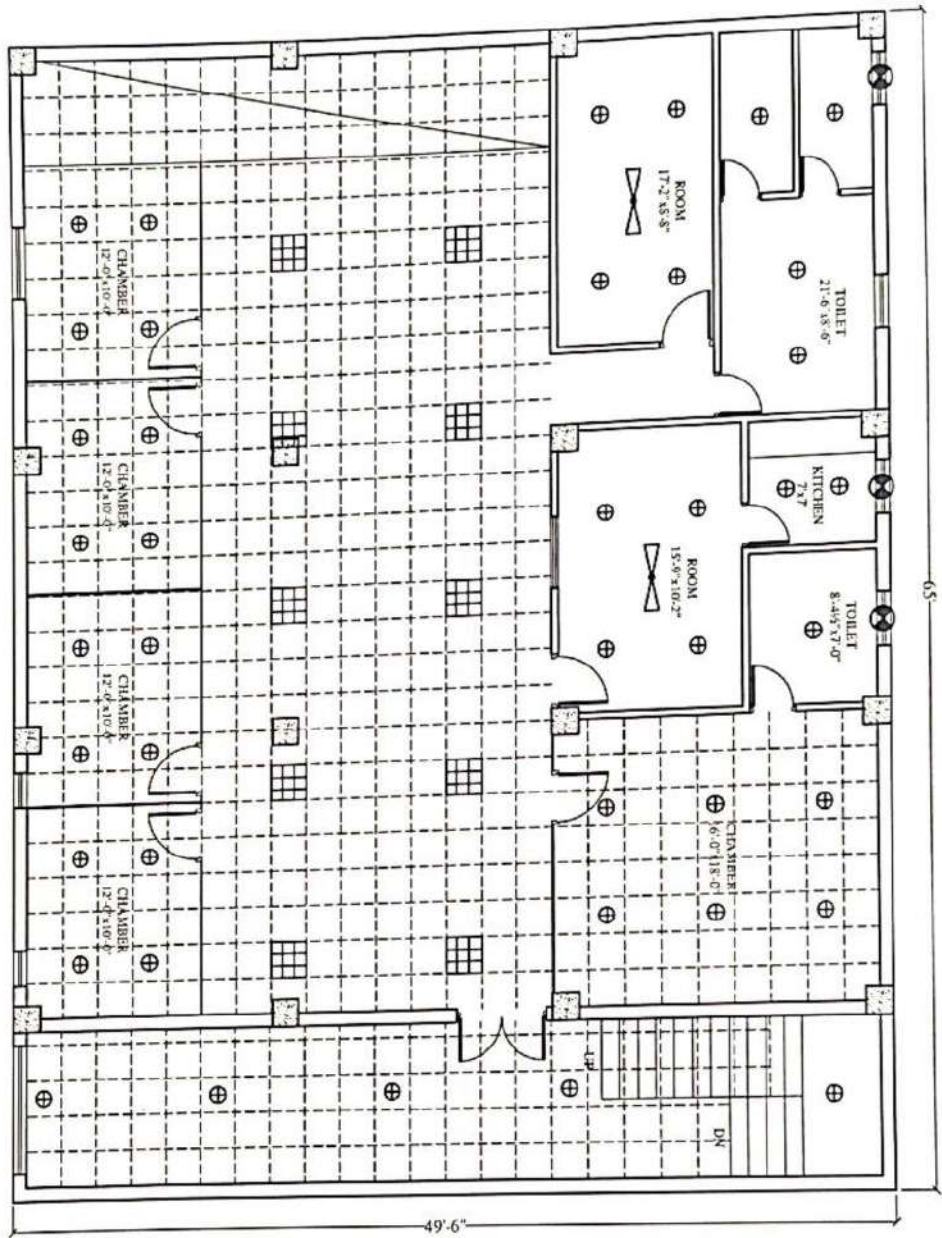 ROOM
17'-2"x8'-8"
TOILET
21'-6"x8'-6"
CHAMBER
12'-0"x10'-0"
CHAMBER
12'-0"x10'-6"
KITCHEN
7'x7'
ROOM
15'-9"x10'-2"
TOILET
8'-4½"x7'-0"
CHAMBER
12'-0"x10'-6"
CHAMBER
16'-0"x18'-0"
CHAMBER
12'-0"x10'-0"
UP
DN
65'
49'-6"